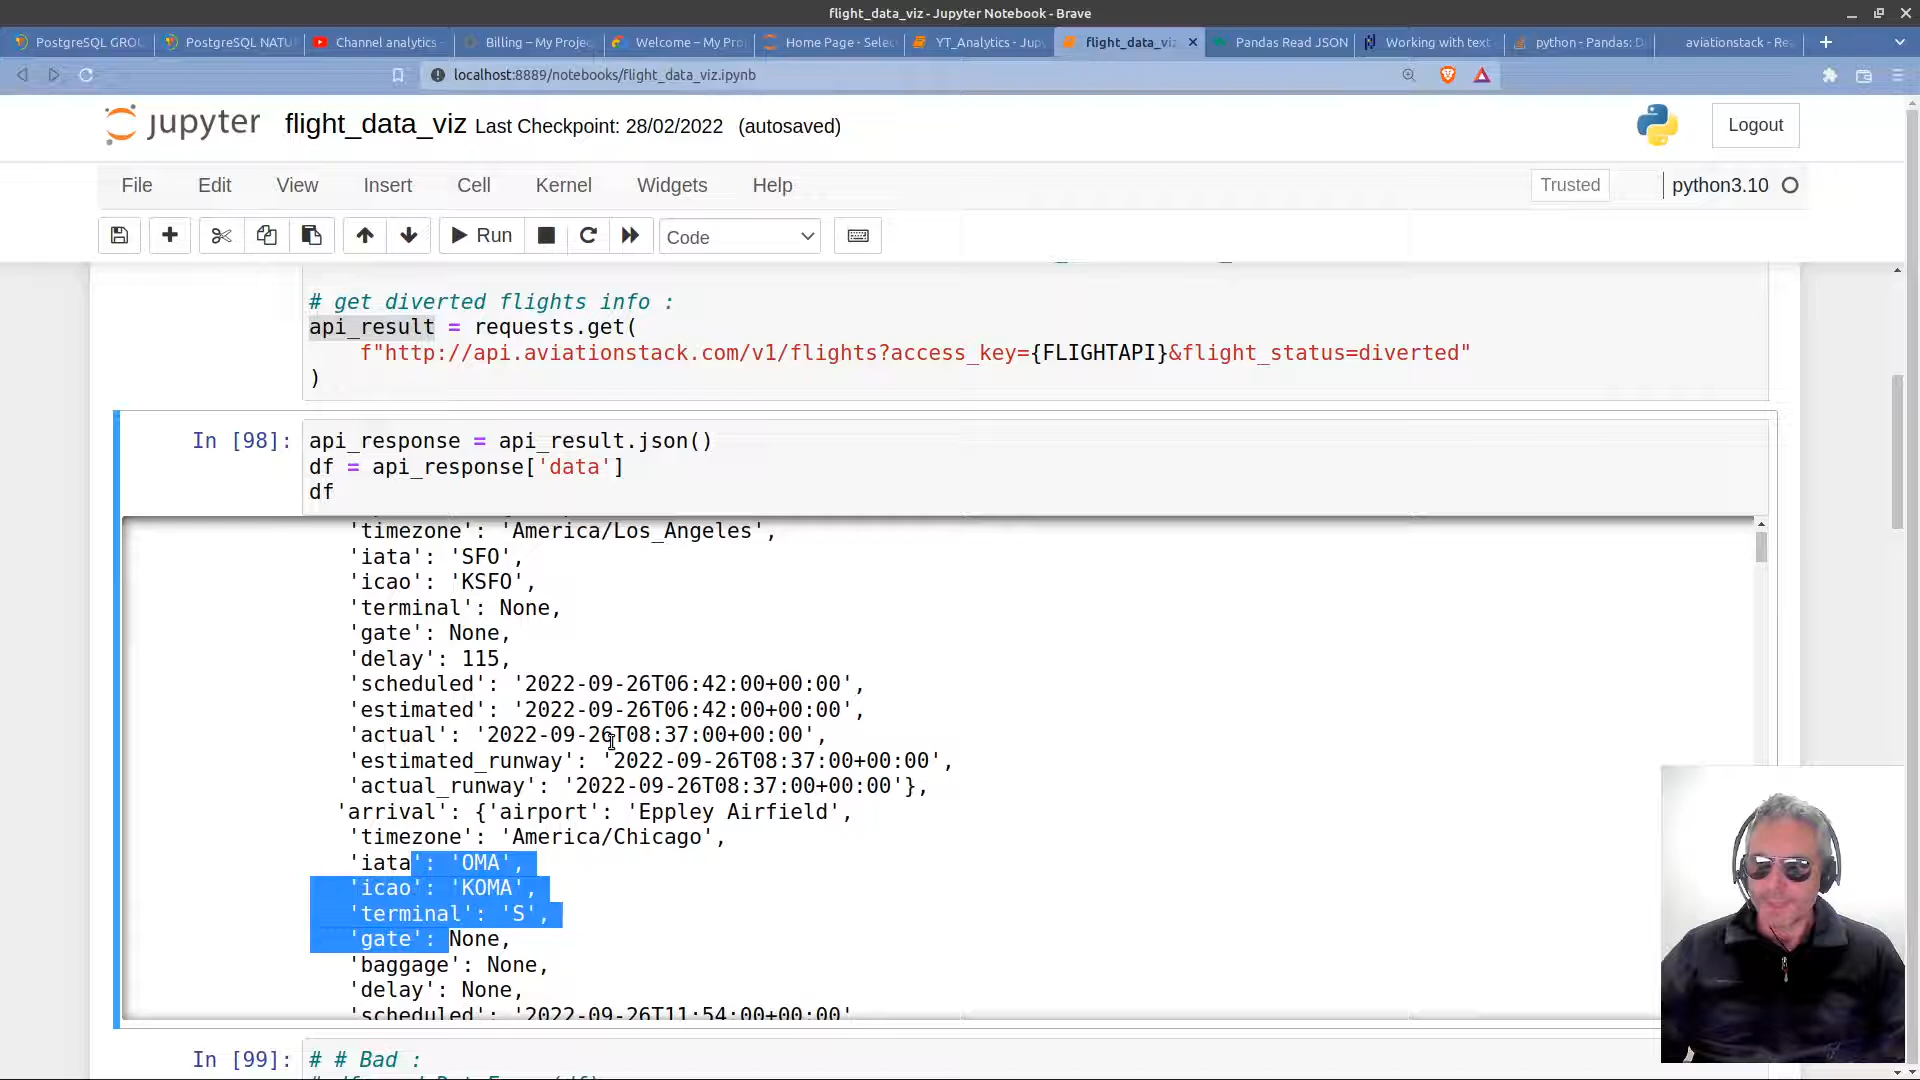 flight_data_viz - Jupyter Notebook - Brave
PostgreSQL GROU
PostgreSQL NATU
Channel analytics -
Billing – My Projec
Welcome – My Pro
Home Page - Selec
YT_Analytics - Jup
flight_data_viz -
Pandas Read JSON
Working with text
python - Pandas: D
aviationstack - Re
localhost:8889/notebooks/flight_data_viz.ipynb
jupyter flight_data_viz Last Checkpoint: 28/02/2022 (autosaved)
Logout
File Edit View Insert Cell Kernel Widgets Help
Trusted
python3.10
Run
Code
# get diverted flights info :
api_result = requests.get(
f"http://api.aviationstack.com/v1/flights?access_key={FLIGHTAPI}&flight_status=diverted"
)
In [98]:
api_response = api_result.json()
df = api_response['data']
df
'timezone': 'America/Los_Angeles',
'iata': 'SFO',
'icao': 'KSFO',
'terminal': None,
'gate': None,
'delay': 115,
'scheduled': '2022-09-26T06:42:00+00:00',
'estimated': '2022-09-26T06:42:00+00:00',
'actual': '2022-09-26T08:37:00+00:00',
'estimated_runway': '2022-09-26T08:37:00+00:00',
'actual_runway': '2022-09-26T08:37:00+00:00'},
'arrival': {'airport': 'Eppley Airfield',
'timezone': 'America/Chicago',
'iata': 'OMA',
'icao': 'KOMA',
'terminal': 'S',
'gate': None,
'baggage': None,
'delay': None,
'scheduled': '2022-09-26T11:54:00+00:00'
In [99]:
# # Bad :